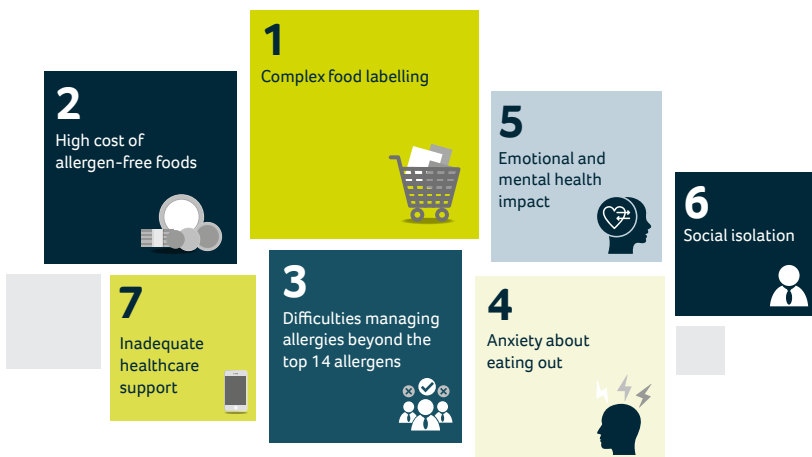 1
Complex food labelling
2
High cost of
allergen-free foods
3
Difficulties managing
allergies beyond the
top 14 allergens
4
Anxiety about
eating out
5
Emotional and
mental health
impact
6
Social isolation
7
Inadequate
healthcare
support